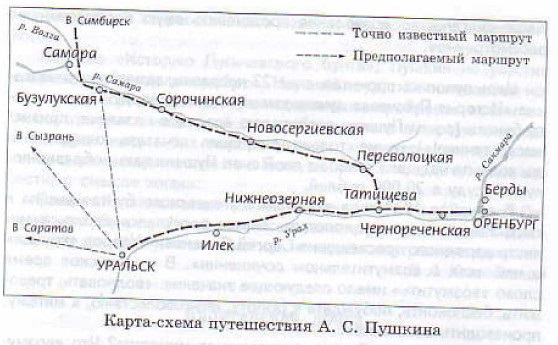 В Симбирск
р. Волга
Точно известный маршрут
Самара
Предполагаемый маршрут
р. Самара
Бузулукская
Сорочинская
Новосергиевская
р. Сакмара
В Сызрань
Переволоцкая
Берды
Нижнеозерная
Татищева
Чернореченская
ОРЕНБУРГ
В Саратов
р. Урал
Илек
УРАЛЬСК
Карта-схема путешествия А. С. Пушкина